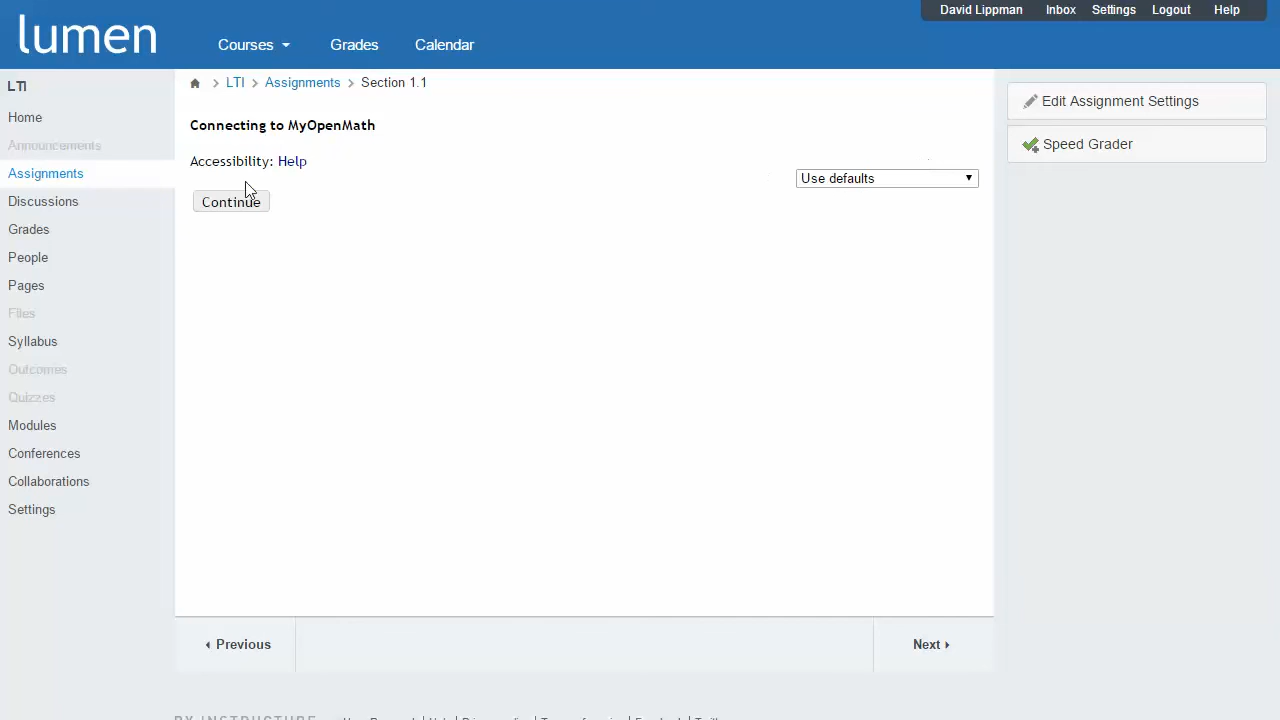 David Lippman Inbox Settings Logout Help
lumen
Courses Grades Calendar
LTI
Home
Announcements
Assignments
Discussions
Grades
People
Pages
Files
Syllabus
Outcomes
Quizzes
Modules
Conferences
Collaborations
Settings
LTI Assignments Section 1.1
Connecting to MyOpenMath
Accessibility: Help
Use defaults
Continue
Previous
Next
Edit Assignment Settings
Speed Grader
BY INSTRUCTURE